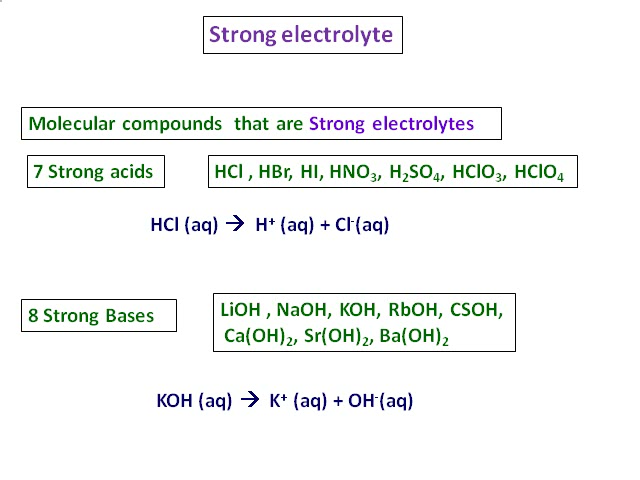 Strong electrolyte
Molecular compounds that are Strong electrolytes
7 Strong acids
HCl , HBr, HI, HNO₃, H₂SO₄, HClO₃, HClO₄
HCl (aq) → H⁺ (aq) + Cl⁻(aq)
8 Strong Bases
LiOH , NaOH, KOH, RbOH, CSOH,
Ca(OH)₂, Sr(OH)₂, Ba(OH)₂
KOH (aq) → K⁺ (aq) + OH⁻(aq)